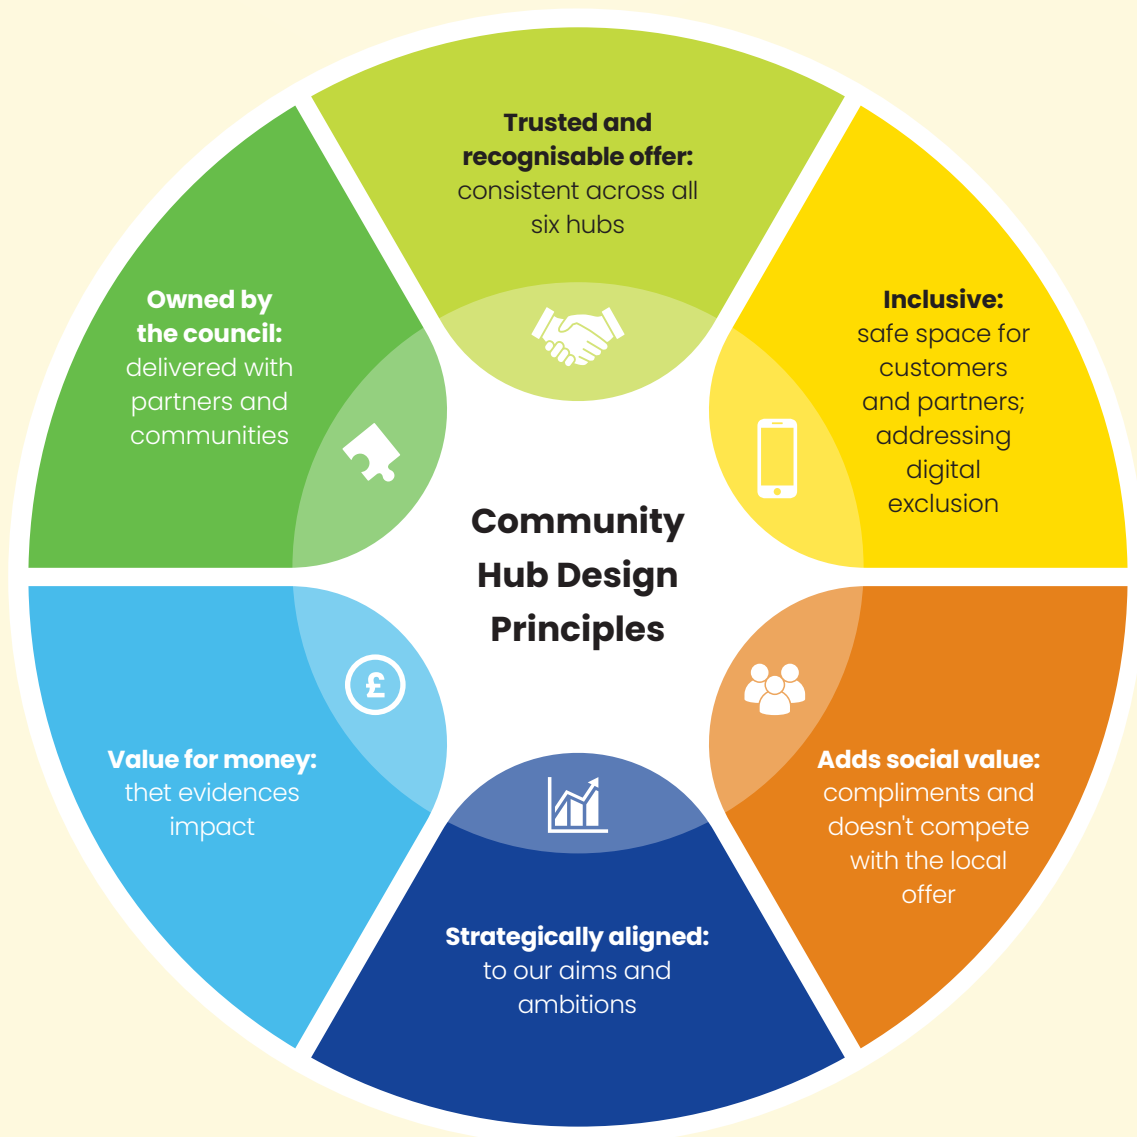 Trusted and
recognisable offer:
consistent across all
six hubs
Inclusive:
safe space for
customers
and partners;
addressing
digital
exclusion
Adds social value:
compliments and
doesn't compete
with the local
offer
Strategically aligned:
to our aims and
ambitions
Value for money:
thet evidences
impact
£
Owned by
the council:
delivered with
partners and
communities
Community
Hub Design
Principles